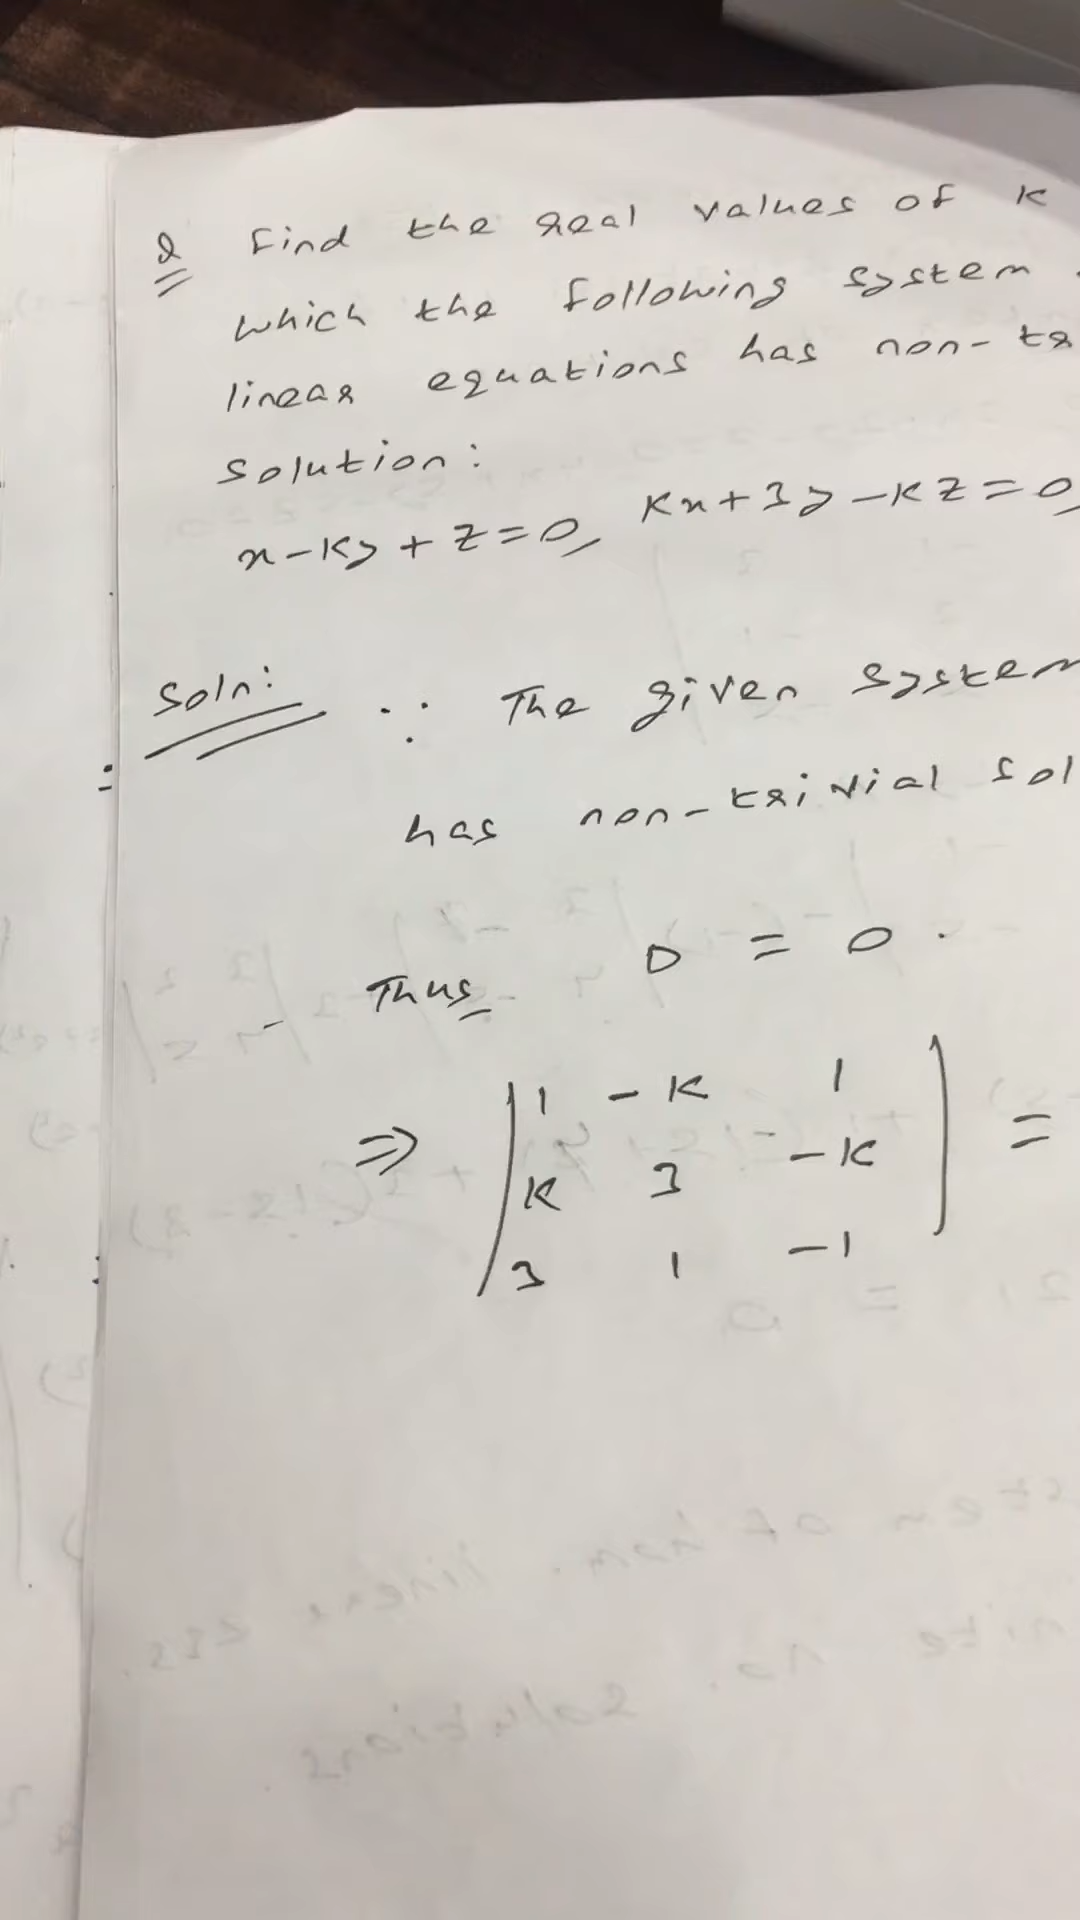 Q Find the real values of K
which the following system
linear equations has non-
solution:
x-Ky+z=0, Kx+3y-Kz=0,
Soln: ∵ The given system
has non-trivial sol
Thus D = 0.
⇒ | 1 -K 1 | =
K 3 -K
3 1 -1